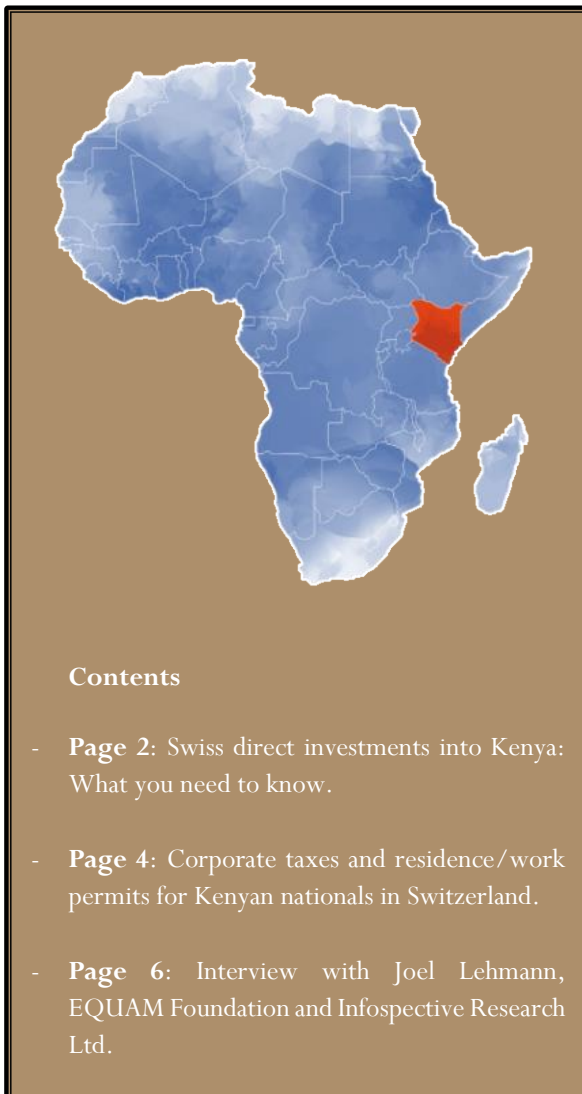 Contents
- Page 2: Swiss direct investments into Kenya:
What you need to know.
- Page 4: Corporate taxes and residence/work
permits for Kenyan nationals in Switzerland.
- Page 6: Interview with Joel Lehmann,
EQUAM Foundation and Infospective Research
Ltd.